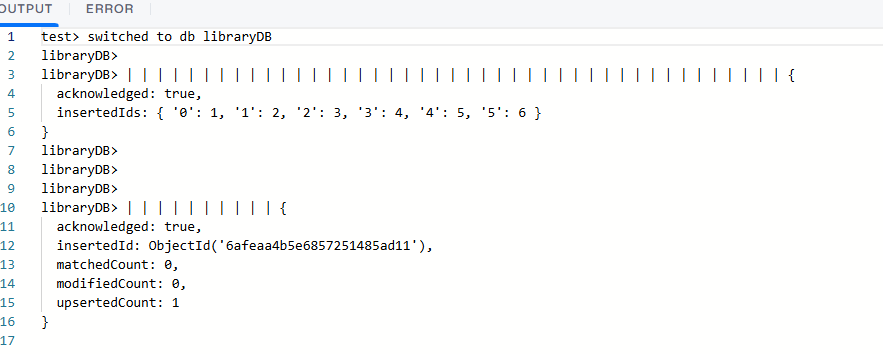 OUTPUT ERROR
1 test> switched to db libraryDB
2 libraryDB>
3 libraryDB> | | | | | | | | | | | | | | | | | | | | | | | | | | | | | | | | | | | | | | | | | | | {
4 acknowledged: true,
5 insertedIds: { '0': 1, '1': 2, '2': 3, '3': 4, '4': 5, '5': 6 }
6 }
7 libraryDB>
8 libraryDB>
9 libraryDB>
10 libraryDB> | | | | | | | | | | {
11 acknowledged: true,
12 insertedId: ObjectId('6afeaa4b5e6857251485ad11'),
13 matchedCount: 0,
14 modifiedCount: 0,
15 upsertedCount: 1
16 }
17